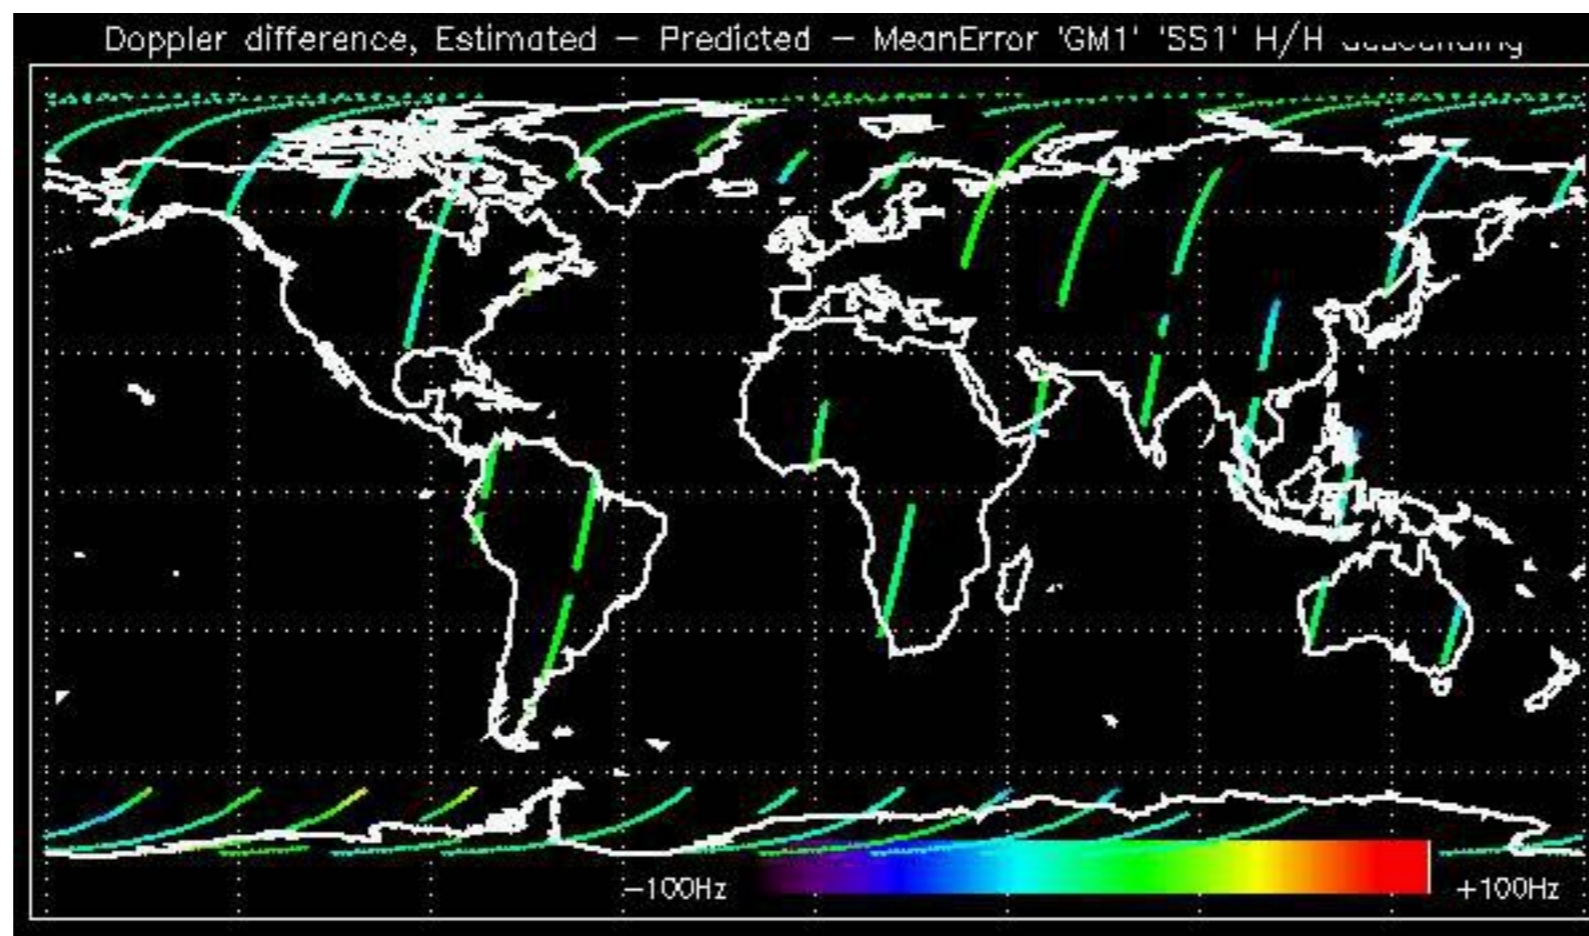 Doppler difference, Estimated – Predicted – MeanError 'GM1' 'SS1' H/H
-100Hz
+100Hz